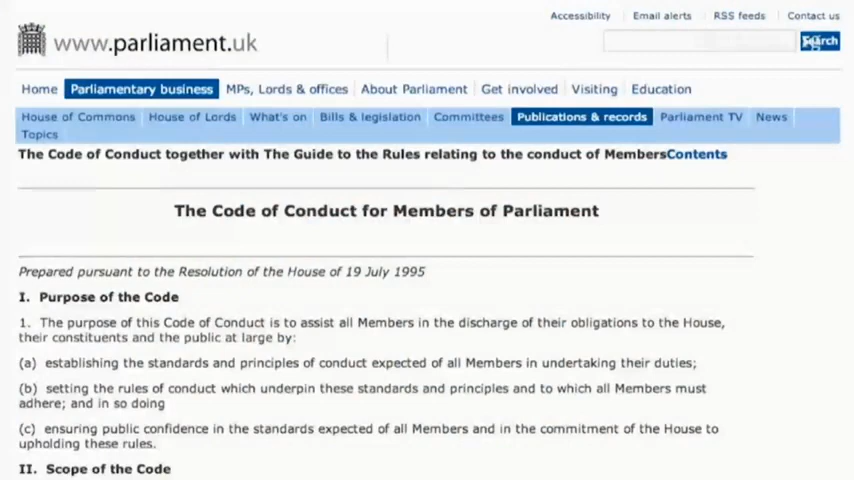 Accessibility Email alerts RSS feeds Contact us
www.parliament.uk
Search
Home Parliamentary business MPs, Lords & offices About Parliament Get involved Visiting Education
House of Commons House of Lords What's on Bills & legislation Committees Publications & records Parliament TV News
Topics
The Code of Conduct together with The Guide to the Rules relating to the conduct of MembersContents
The Code of Conduct for Members of Parliament
Prepared pursuant to the Resolution of the House of 19 July 1995
I. Purpose of the Code
1. The purpose of this Code of Conduct is to assist all Members in the discharge of their obligations to the House,
their constituents and the public at large by:
(a) establishing the standards and principles of conduct expected of all Members in undertaking their duties;
(b) setting the rules of conduct which underpin these standards and principles and to which all Members must
adhere; and in so doing
(c) ensuring public confidence in the standards expected of all Members and in the commitment of the House to
upholding these rules.
II. Scope of the Code